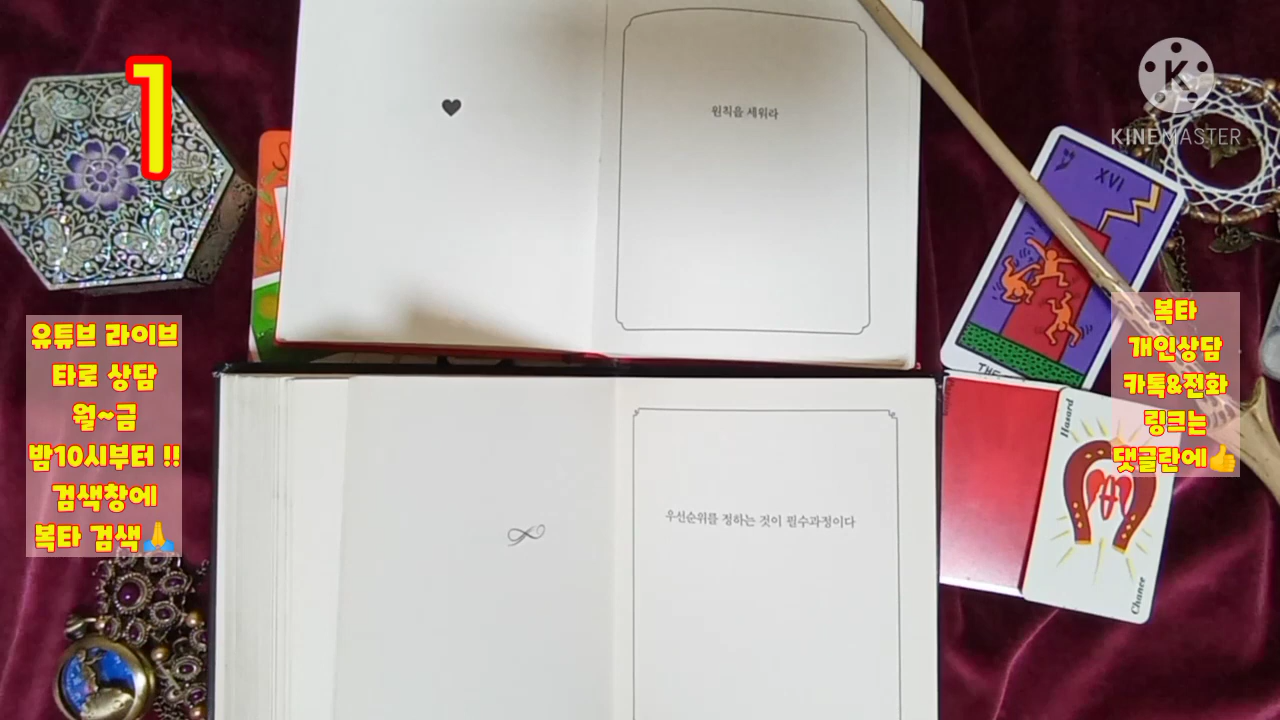 1
유튜브 라이브
타로 상담
월~금
밤10시부터 !!
검색창에
복타 검색🙏
원칙을 세워라
우선순위를 정하는 것이 필수과정이다
KINEMASTER
XVI
THE
복타
개인상담
카톡&전화
링크는
댓글란에👍
Hasard
Chance